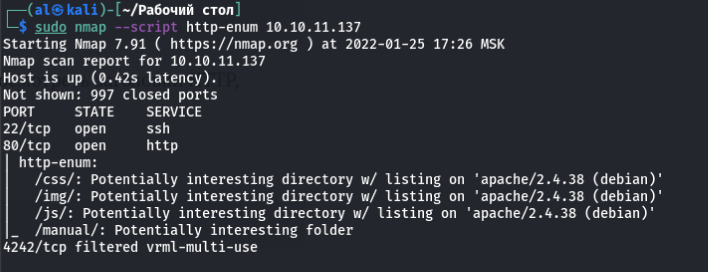 ┌──(al㉿kali)-[~/Рабочий стол]
└─$ sudo nmap --script http-enum 10.10.11.137
Starting Nmap 7.91 ( https://nmap.org ) at 2022-01-25 17:26 MSK
Nmap scan report for 10.10.11.137
Host is up (0.42s latency).
Not shown: 997 closed ports
PORT     STATE    SERVICE
22/tcp   open     ssh
80/tcp   open     http
| http-enum:
|   /css/: Potentially interesting directory w/ listing on 'apache/2.4.38 (debian)'
|   /img/: Potentially interesting directory w/ listing on 'apache/2.4.38 (debian)'
|   /js/: Potentially interesting directory w/ listing on 'apache/2.4.38 (debian)'
|_  /manual/: Potentially interesting folder
4242/tcp filtered vrml-multi-use